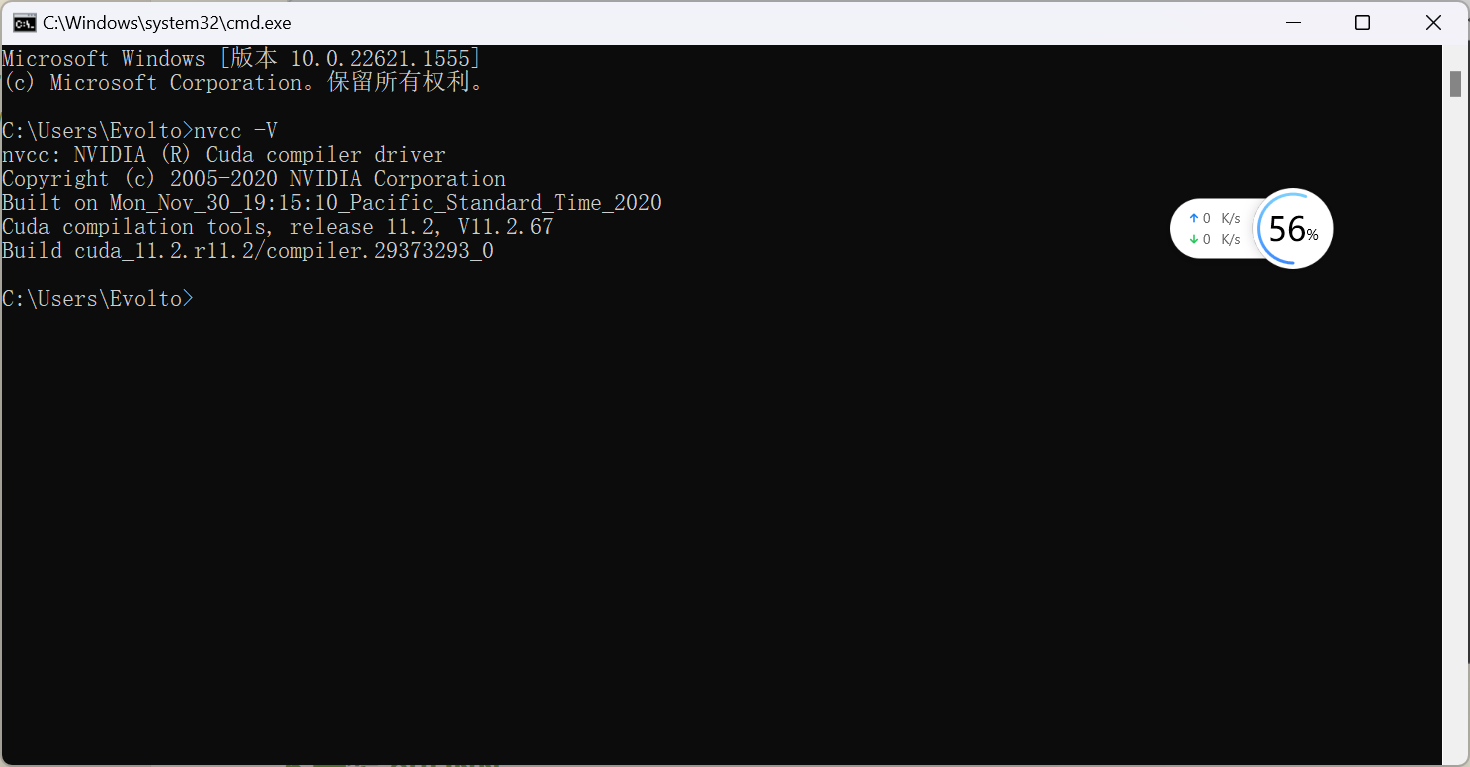 C:\Windows\system32\cmd.exe
Microsoft Windows [版本 10.0.22621.1555]
(c) Microsoft Corporation。保留所有权利。
C:\Users\Evolto>nvcc -V
nvcc: NVIDIA (R) Cuda compiler driver
Copyright (c) 2005-2020 NVIDIA Corporation
Built on Mon_Nov_30_19:15:10_Pacific_Standard_Time_2020
Cuda compilation tools, release 11.2, V11.2.67
Build cuda_11.2.r11.2/compiler.29373293_0
C:\Users\Evolto>
↑ 0 K/s
↓ 0 K/s
56%